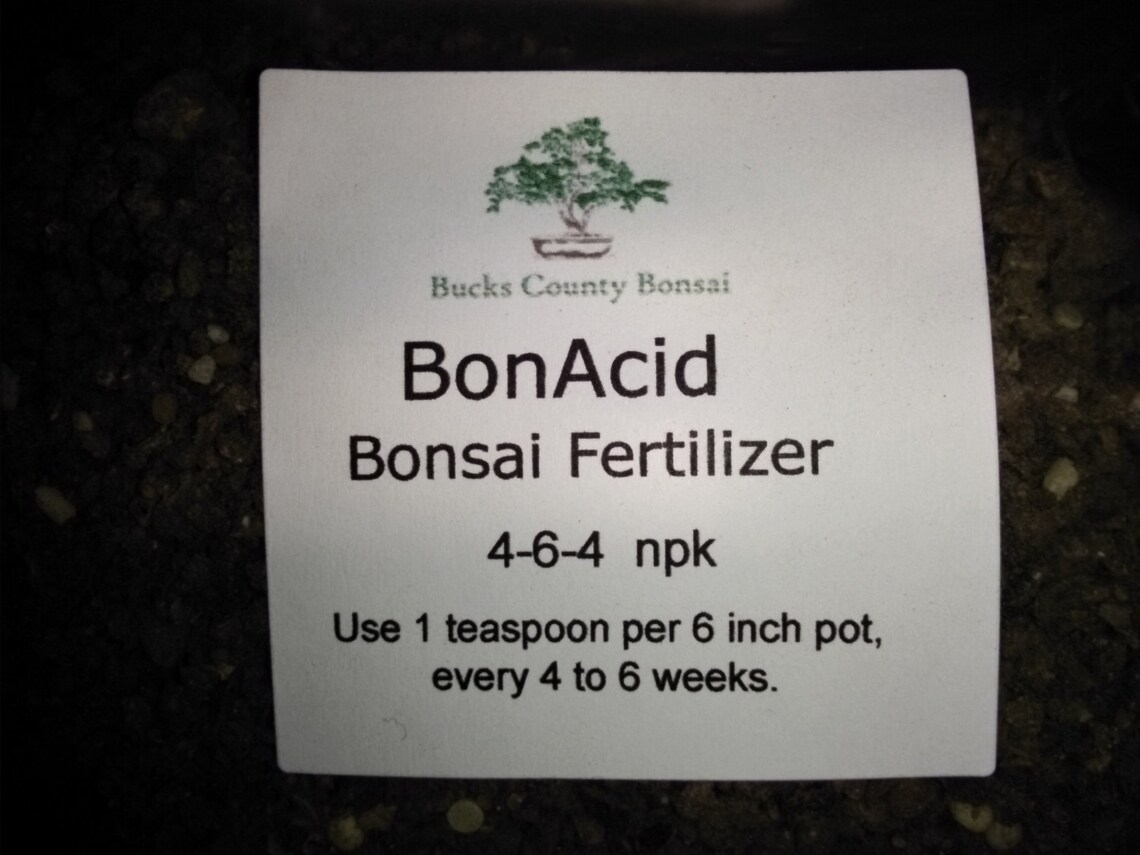 Bucks County Bonsai
BonAcid
Bonsai Fertilizer
4-6-4 npk
Use 1 teaspoon per 6 inch pot,
every 4 to 6 weeks.